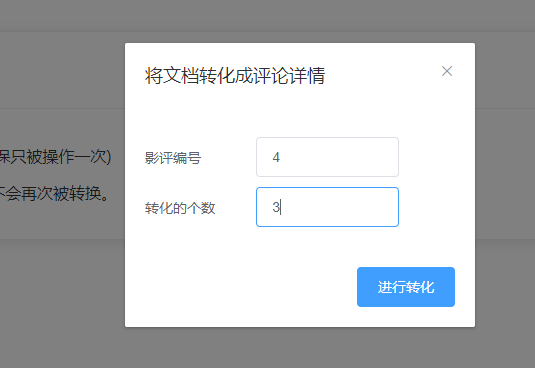 将文档转化成评论详情
保只被操作一次)
不会再次被转换。
影评编号 4
转化的个数 3
进行转化